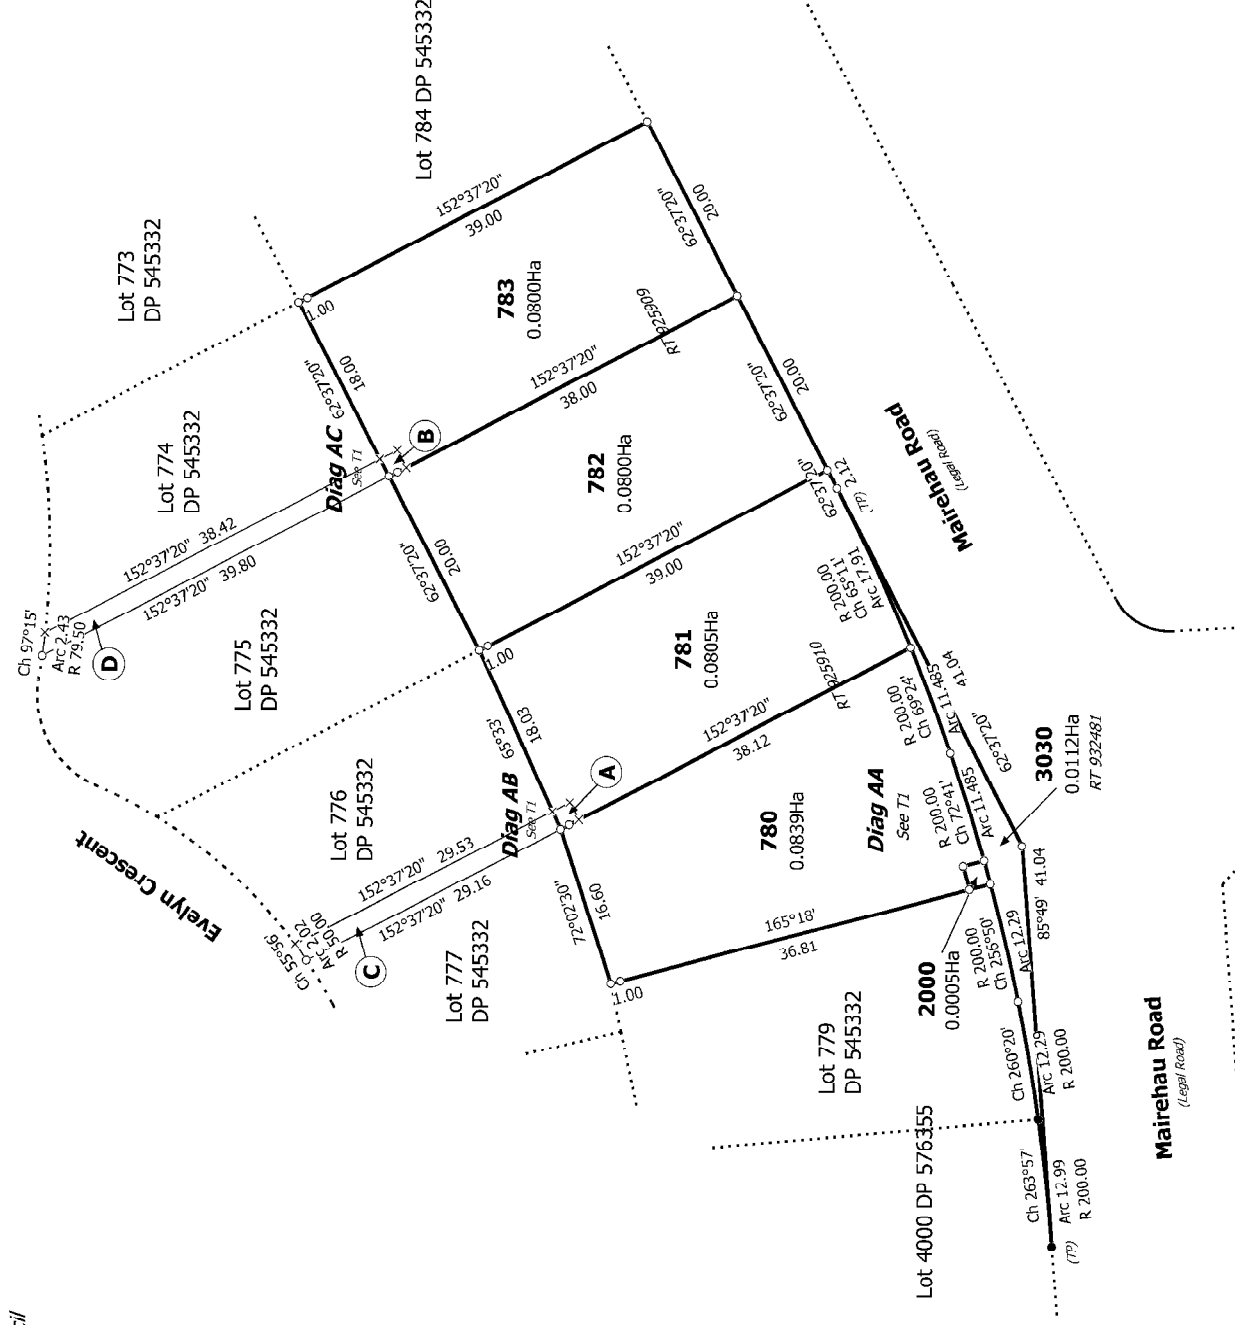 cil
Lot 784 DP 545332
Lot 773
DP 545332
Lot 774
DP 545332
Lot 775
DP 545332
Lot 776
DP 545332
Lot 777
DP 545332
Lot 779
DP 545332
Lot 4000 DP 576355
Evelyn Crescent
Ch 97°15'
Arc 2.43
R 79.50
D
152°37'20" 38.42
152°37'20" 39.80
Ch 55°56'
Arc 2.02
R 50.00
C
152°37'20" 29.53
152°37'20" 29.16
Diag AC
See T1
B
Diag AB
See T1
A
62°37'20"
18.00
1.00
152°37'20"
39.00
783
0.0800Ha
RT 925909
62°37'20"
20.00
62°37'20"
20.00
152°37'20"
38.00
782
0.0800Ha
62°37'20"
20.00
1.00
152°37'20"
39.00
65°33'
18.03
781
0.0805Ha
RT 925910
62°37'20"
(TP) 2.12
R 200.00
Ch 65°11'
Arc 17.91
152°37'20"
38.12
72°02'30"
16.60
1.00
780
0.0839Ha
Diag AA
See T1
165°18'
36.81
R 200.00
Ch 69°24'
Arc 11.485
41.04
62°37'20"
R 200.00
Ch 72°41'
Arc 11.485
3030
0.0112Ha
RT 932481
2000
0.0005Ha
R 200.00
Ch 256°50'
Arc 12.29
85°49' 41.04
Ch 260°20'
Arc 12.29
R 200.00
Ch 263°57'
Arc 12.99
R 200.00
(TP)
Mairehau Road
(Legal Road)
Mairehau Road
(Legal Road)